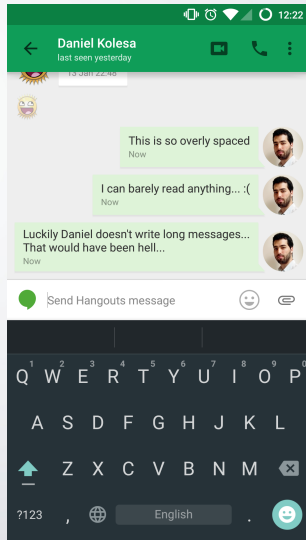 12:22
Daniel Kolesa
last seen yesterday
13 Jan 22:48
This is so overly spaced
Now
I can barely read anything... :(
Now
Luckily Daniel doesn't write long messages...
That would have been hell...
Now
Send Hangouts message
1 2 3 4 5 6 7 8 9 0
Q W E R T Y U I O P
A S D F G H J K L
Z X C V B N M
?123 , English .